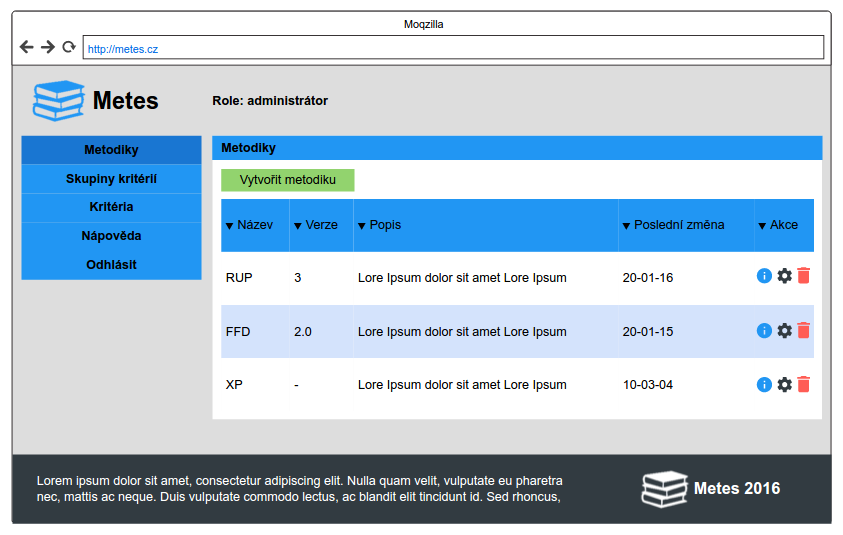 Moqzilla
http://metes.cz
Metes
Role: administrátor
Metodiky
Skupiny kritérií
Kritéria
Nápověda
Odhlásit
Metodiky
Vytvořit metodiku
▼ Název ▼ Verze ▼ Popis ▼ Poslední změna ▼ Akce
RUP 3 Lore Ipsum dolor sit amet Lore Ipsum 20-01-16
FFD 2.0 Lore Ipsum dolor sit amet Lore Ipsum 20-01-15
XP - Lore Ipsum dolor sit amet Lore Ipsum 10-03-04
Lorem ipsum dolor sit amet, consectetur adipiscing elit. Nulla quam velit, vulputate eu pharetra
nec, mattis ac neque. Duis vulputate commodo lectus, ac blandit elit tincidunt id. Sed rhoncus,
Metes 2016